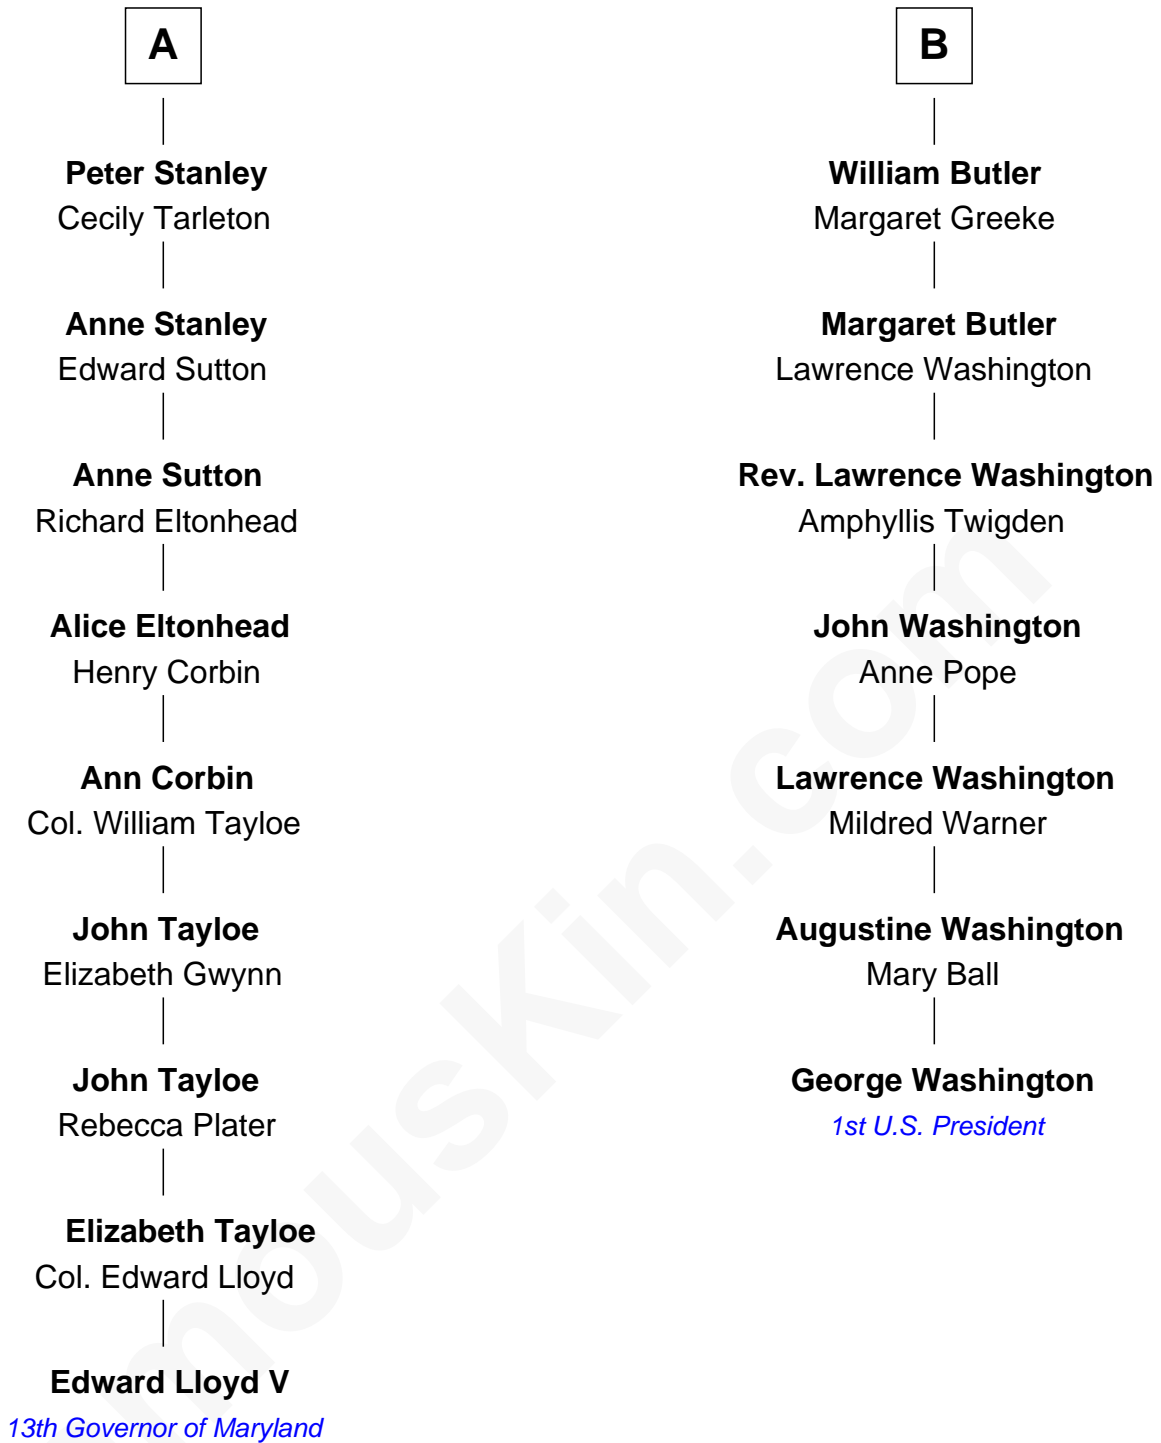 A
Peter Stanley
Cecily Tarleton
Anne Stanley
Edward Sutton
Anne Sutton
Richard Eltonhead
Alice Eltonhead
Henry Corbin
Ann Corbin
Col. William Tayloe
John Tayloe
Elizabeth Gwynn
John Tayloe
Rebecca Plater
Elizabeth Tayloe
Col. Edward Lloyd
Edward Lloyd V
13th Governor of Maryland
B
William Butler
Margaret Greeke
Margaret Butler
Lawrence Washington
Rev. Lawrence Washington
Amphyllis Twigden
John Washington
Anne Pope
Lawrence Washington
Mildred Warner
Augustine Washington
Mary Ball
George Washington
1st U.S. President
mousKin.com